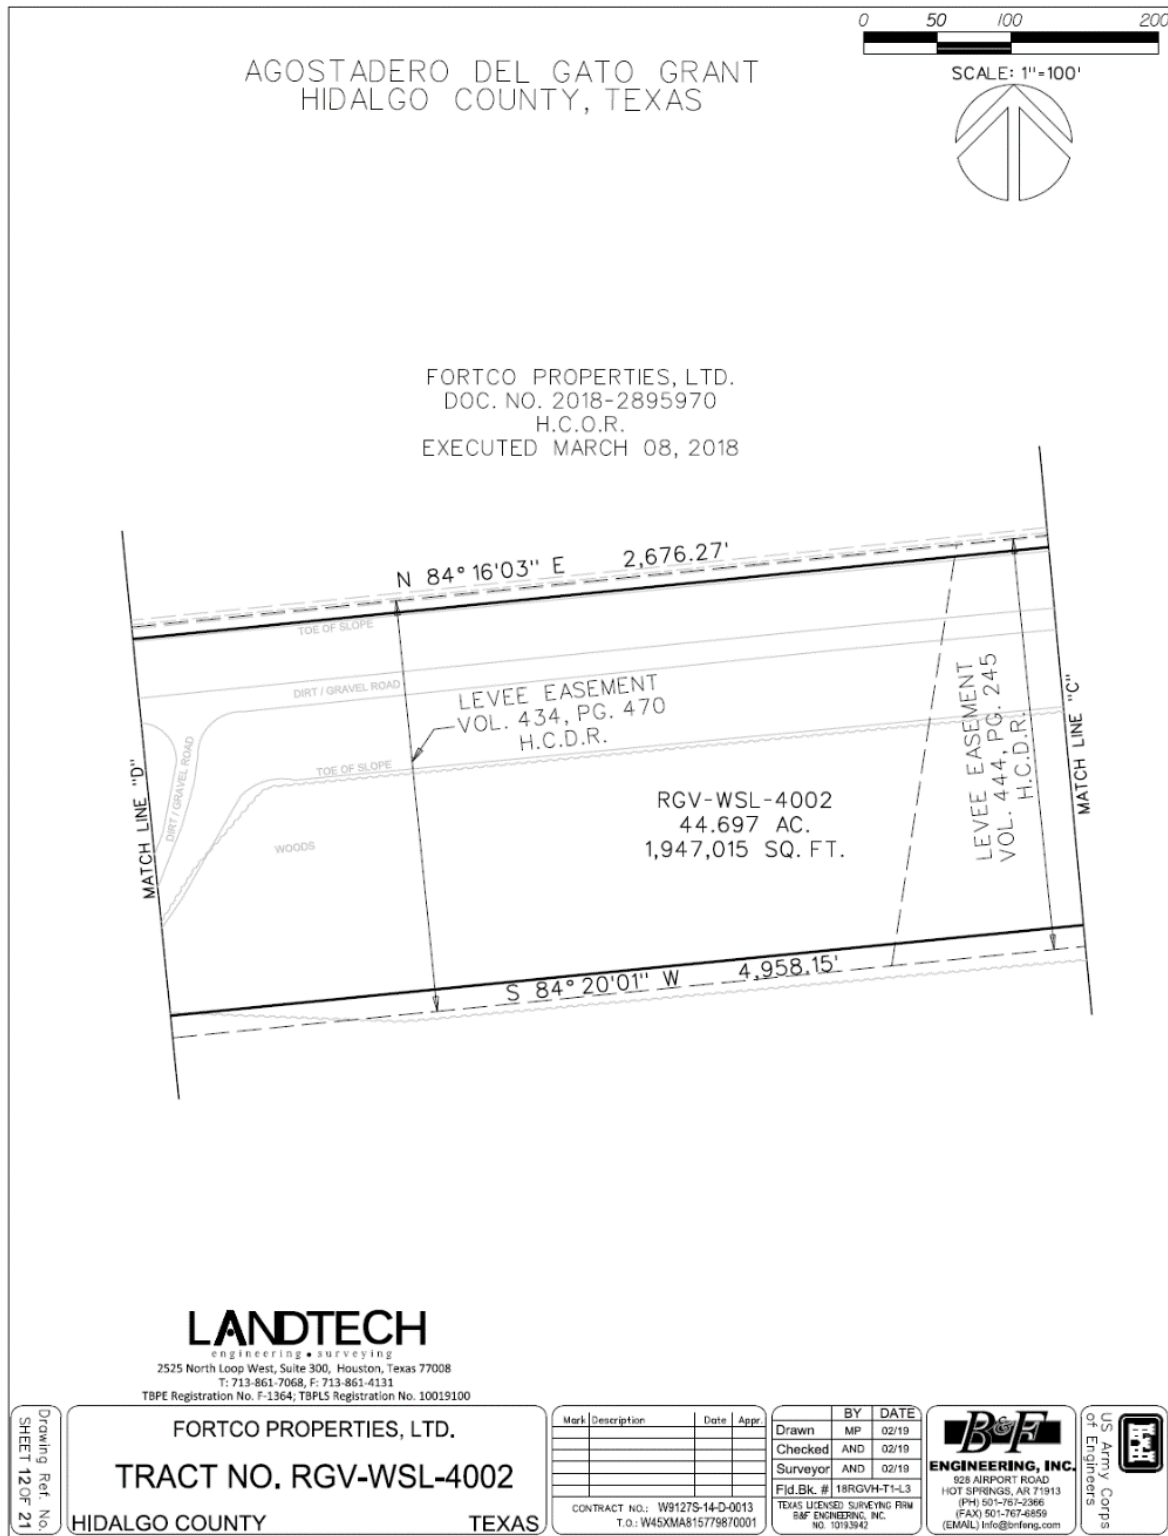 0 50 100 200
SCALE: 1"=100'
AGOSTADERO DEL GATO GRANT
HIDALGO COUNTY, TEXAS
FORTCO PROPERTIES, LTD.
DOC. NO. 2018-2895970
H.C.O.R.
EXECUTED MARCH 08, 2018
N 84° 16'03" E 2,676.27'
TOE OF SLOPE
DIRT / GRAVEL ROAD
LEVEE EASEMENT
VOL. 434, PG. 470
H.C.D.R.
LEVEE EASEMENT
VOL. 444, PG. 245
H.C.D.R.
MATCH LINE "C"
MATCH LINE "D"
DIRT / GRAVEL ROAD
TOE OF SLOPE
WOODS
RGV-WSL-4002
44.697 AC.
1,947,015 SQ. FT.
S 84° 20'01" W 4,958.15'
LANDTECH
engineering • surveying
2525 North Loop West, Suite 300, Houston, Texas 77008
T: 713-861-7068, F: 713-861-4131
TBPE Registration No. F-1364; TBPLS Registration No. 10019100
Drawing Ref. No.
SHEET 12 OF 21
FORTCO PROPERTIES, LTD.
TRACT NO. RGV-WSL-4002
HIDALGO COUNTY TEXAS
Mark Description Date Appr.
CONTRACT NO.: W9127S-14-D-0013
T.O.: W45XMA815779870001
BY DATE
Drawn MP 02/19
Checked AND 02/19
Surveyor AND 02/19
Fld.Bk. # 18RGVH-T1-L3
TEXAS LICENSED SURVEYING FIRM
B&F ENGINEERING, INC.
NO. 10193942
B&F
ENGINEERING, INC.
928 AIRPORT ROAD
HOT SPRINGS, AR 71913
(PH) 501-767-2366
(FAX) 501-767-6859
(EMAIL) Info@bnfeng.com
US Army Corps
of Engineers